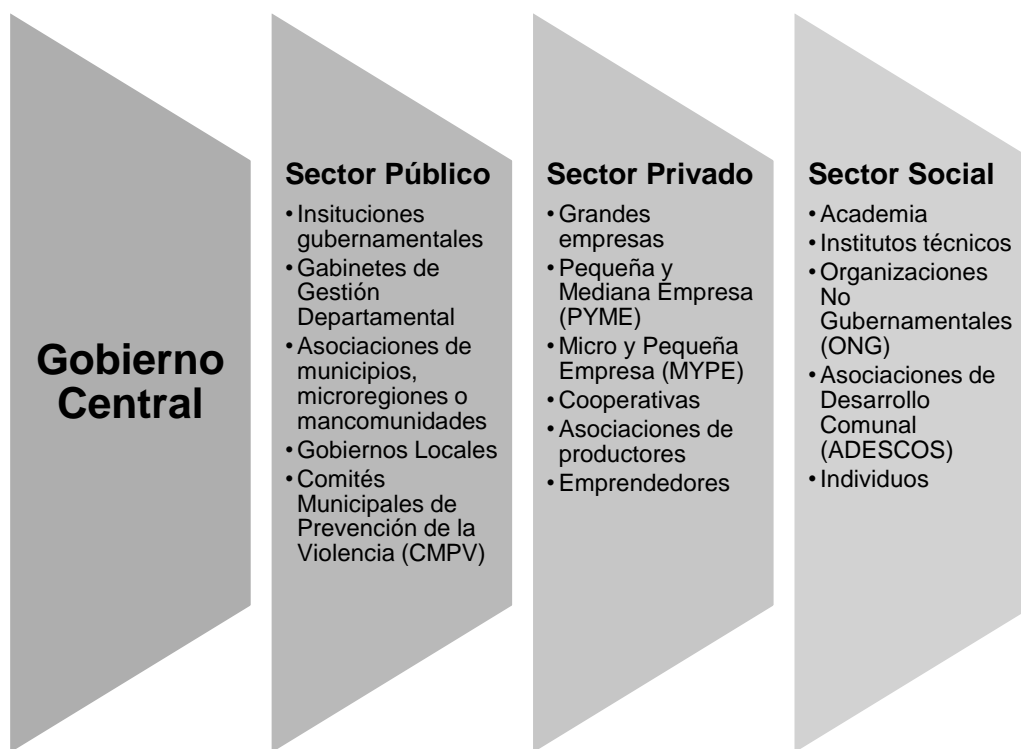 Gobierno
Central
Sector Público
• Insituciones
gubernamentales
• Gabinetes de
Gestión
Departamental
• Asociaciones de
municipios,
microregiones o
mancomunidades
• Gobiernos Locales
• Comités
Municipales de
Prevención de la
Violencia (CMPV)
Sector Privado
• Grandes
empresas
• Pequeña y
Mediana Empresa
(PYME)
• Micro y Pequeña
Empresa (MYPE)
• Cooperativas
• Asociaciones de
productores
• Emprendedores
Sector Social
• Academia
• Institutos técnicos
• Organizaciones
No
Gubernamentales
(ONG)
• Asociaciones de
Desarrollo
Comunal
(ADESCOS)
• Individuos